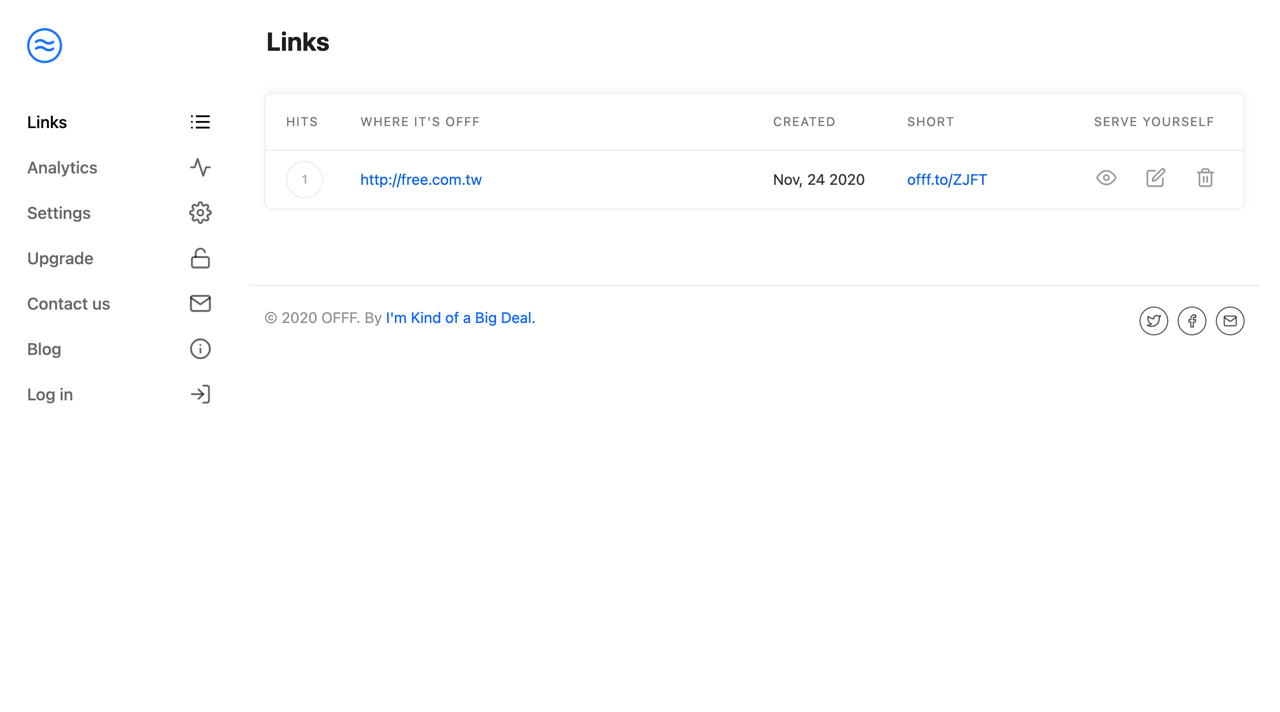 Links
Links
Analytics
Settings
Upgrade
Contact us
Blog
Log in
HITS WHERE IT'S OFFF CREATED SHORT SERVE YOURSELF
1 http://free.com.tw Nov, 24 2020 offf.to/ZJFT
© 2020 OFFF. By I'm Kind of a Big Deal.